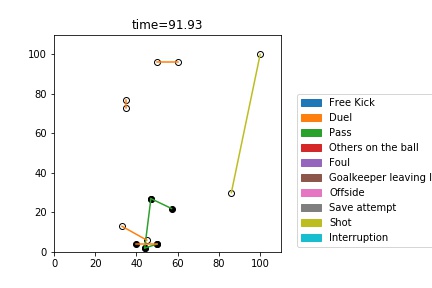 time=91.93
100
80
60
40
20
0
0 20 40 60 80 100
Free Kick
Duel
Pass
Others on the ball
Foul
Goalkeeper leaving l
Offside
Save attempt
Shot
Interruption